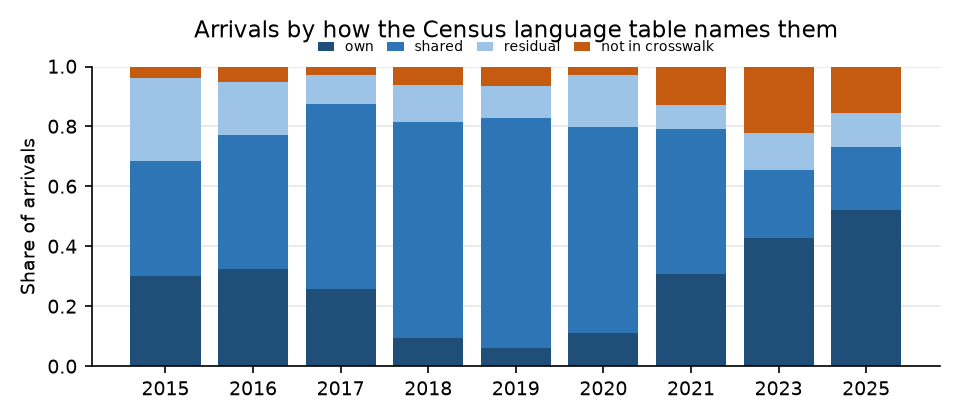 Arrivals by how the Census language table names them
own shared residual not in crosswalk
Share of arrivals
1.0
0.8
0.6
0.4
0.2
0.0
2015 2016 2017 2018 2019 2020 2021 2023 2025